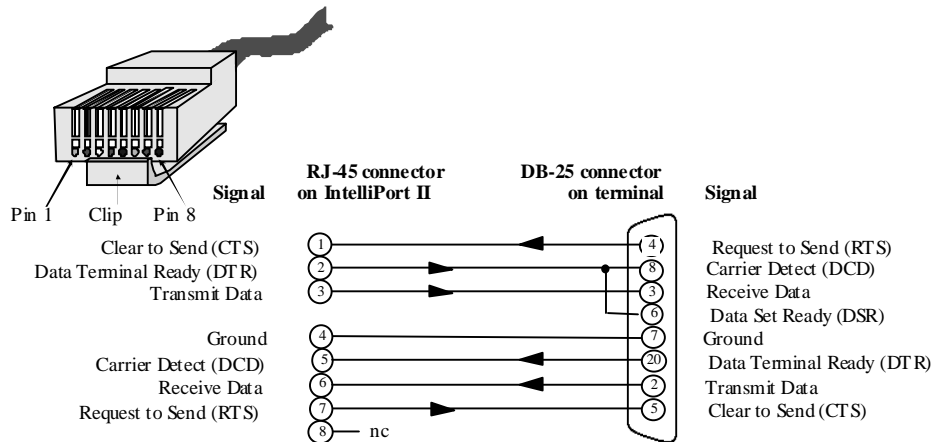 RJ-45 connector
on IntelliPort II
DB-25 connector
on terminal
Signal
Signal
Pin 1
Clip
Pin 8
Clear to Send (CTS) 1 4 Request to Send (RTS)
Data Terminal Ready (DTR) 2 8 Carrier Detect (DCD)
Transmit Data 3 3 Receive Data
6 Data Set Ready (DSR)
Ground 4 7 Ground
Carrier Detect (DCD) 5 20 Data Terminal Ready (DTR)
Receive Data 6 2 Transmit Data
Request to Send (RTS) 7 5 Clear to Send (CTS)
8 nc